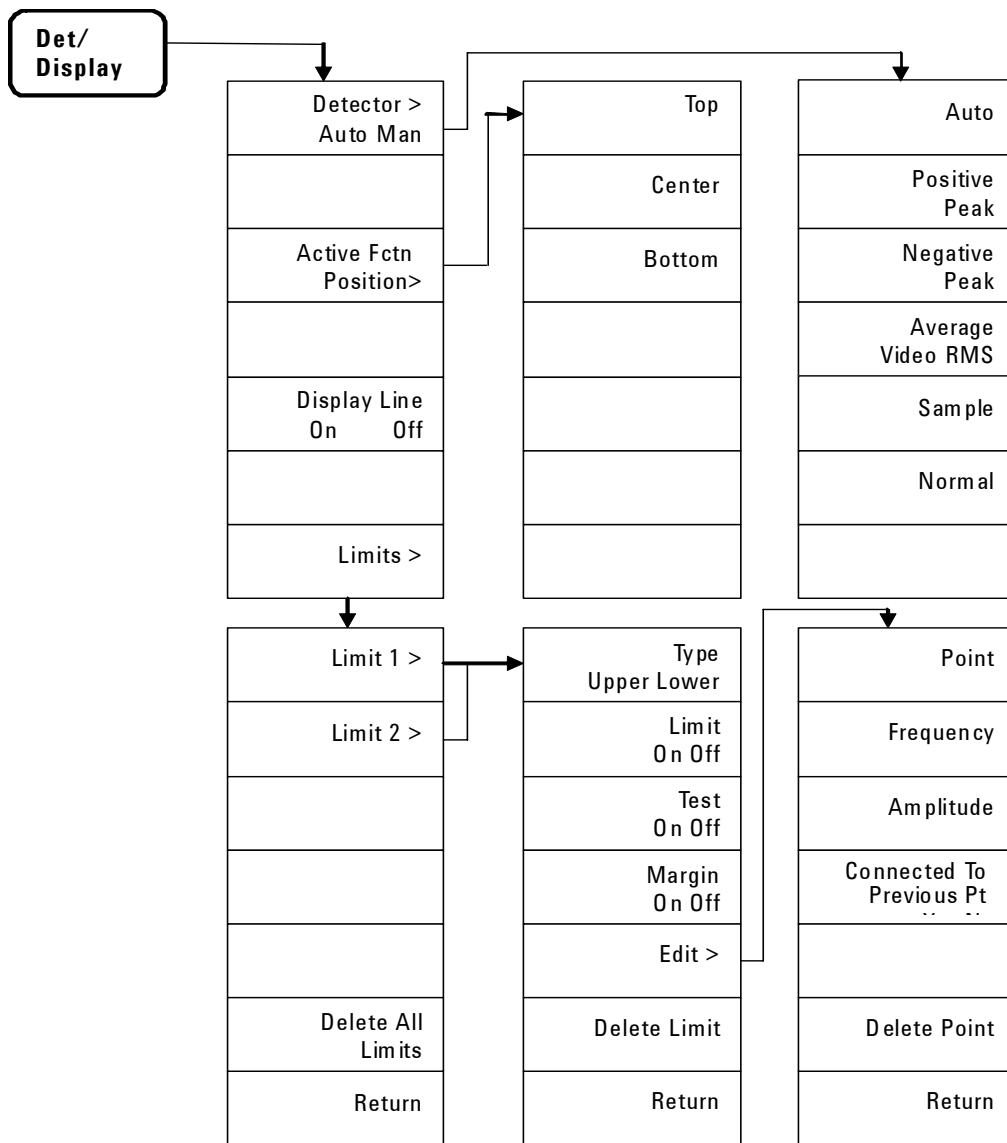 Det/
Display
Detector >
Auto Man
Active Fctn
Position>
Display Line
On Off
Limits >
Top
Center
Bottom
Auto
Positive
Peak
Negative
Peak
Average
Video RMS
Sample
Normal
Limit 1 >
Limit 2 >
Delete All
Limits
Return
Type
Upper Lower
Limit
On Off
Test
On Off
Margin
On Off
Edit >
Delete Limit
Return
Point
Frequency
Amplitude
Connected To
Previous Pt
Delete Point
Return